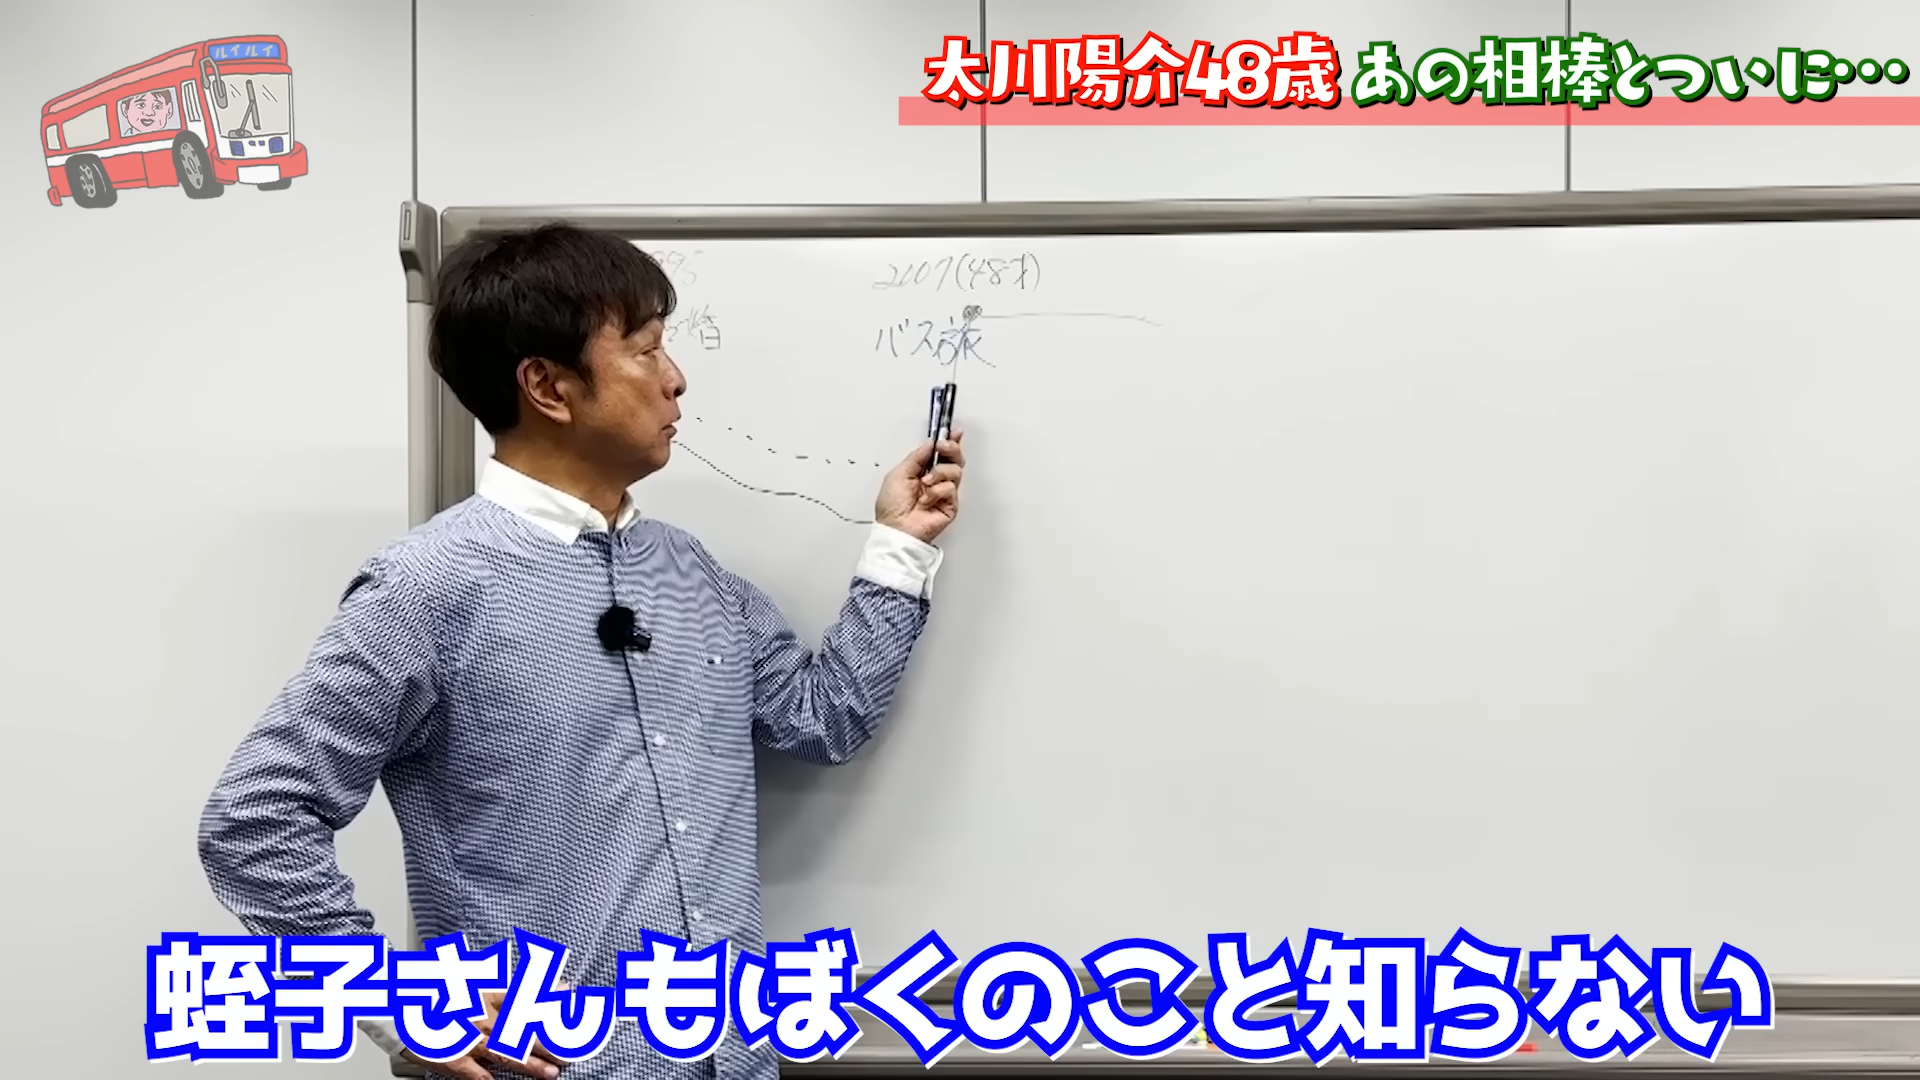 ルイルイ
太川陽介48歳 あの相棒とついに…
2007(48才)
バス旅
蛭子さんもぼくのこと知らない